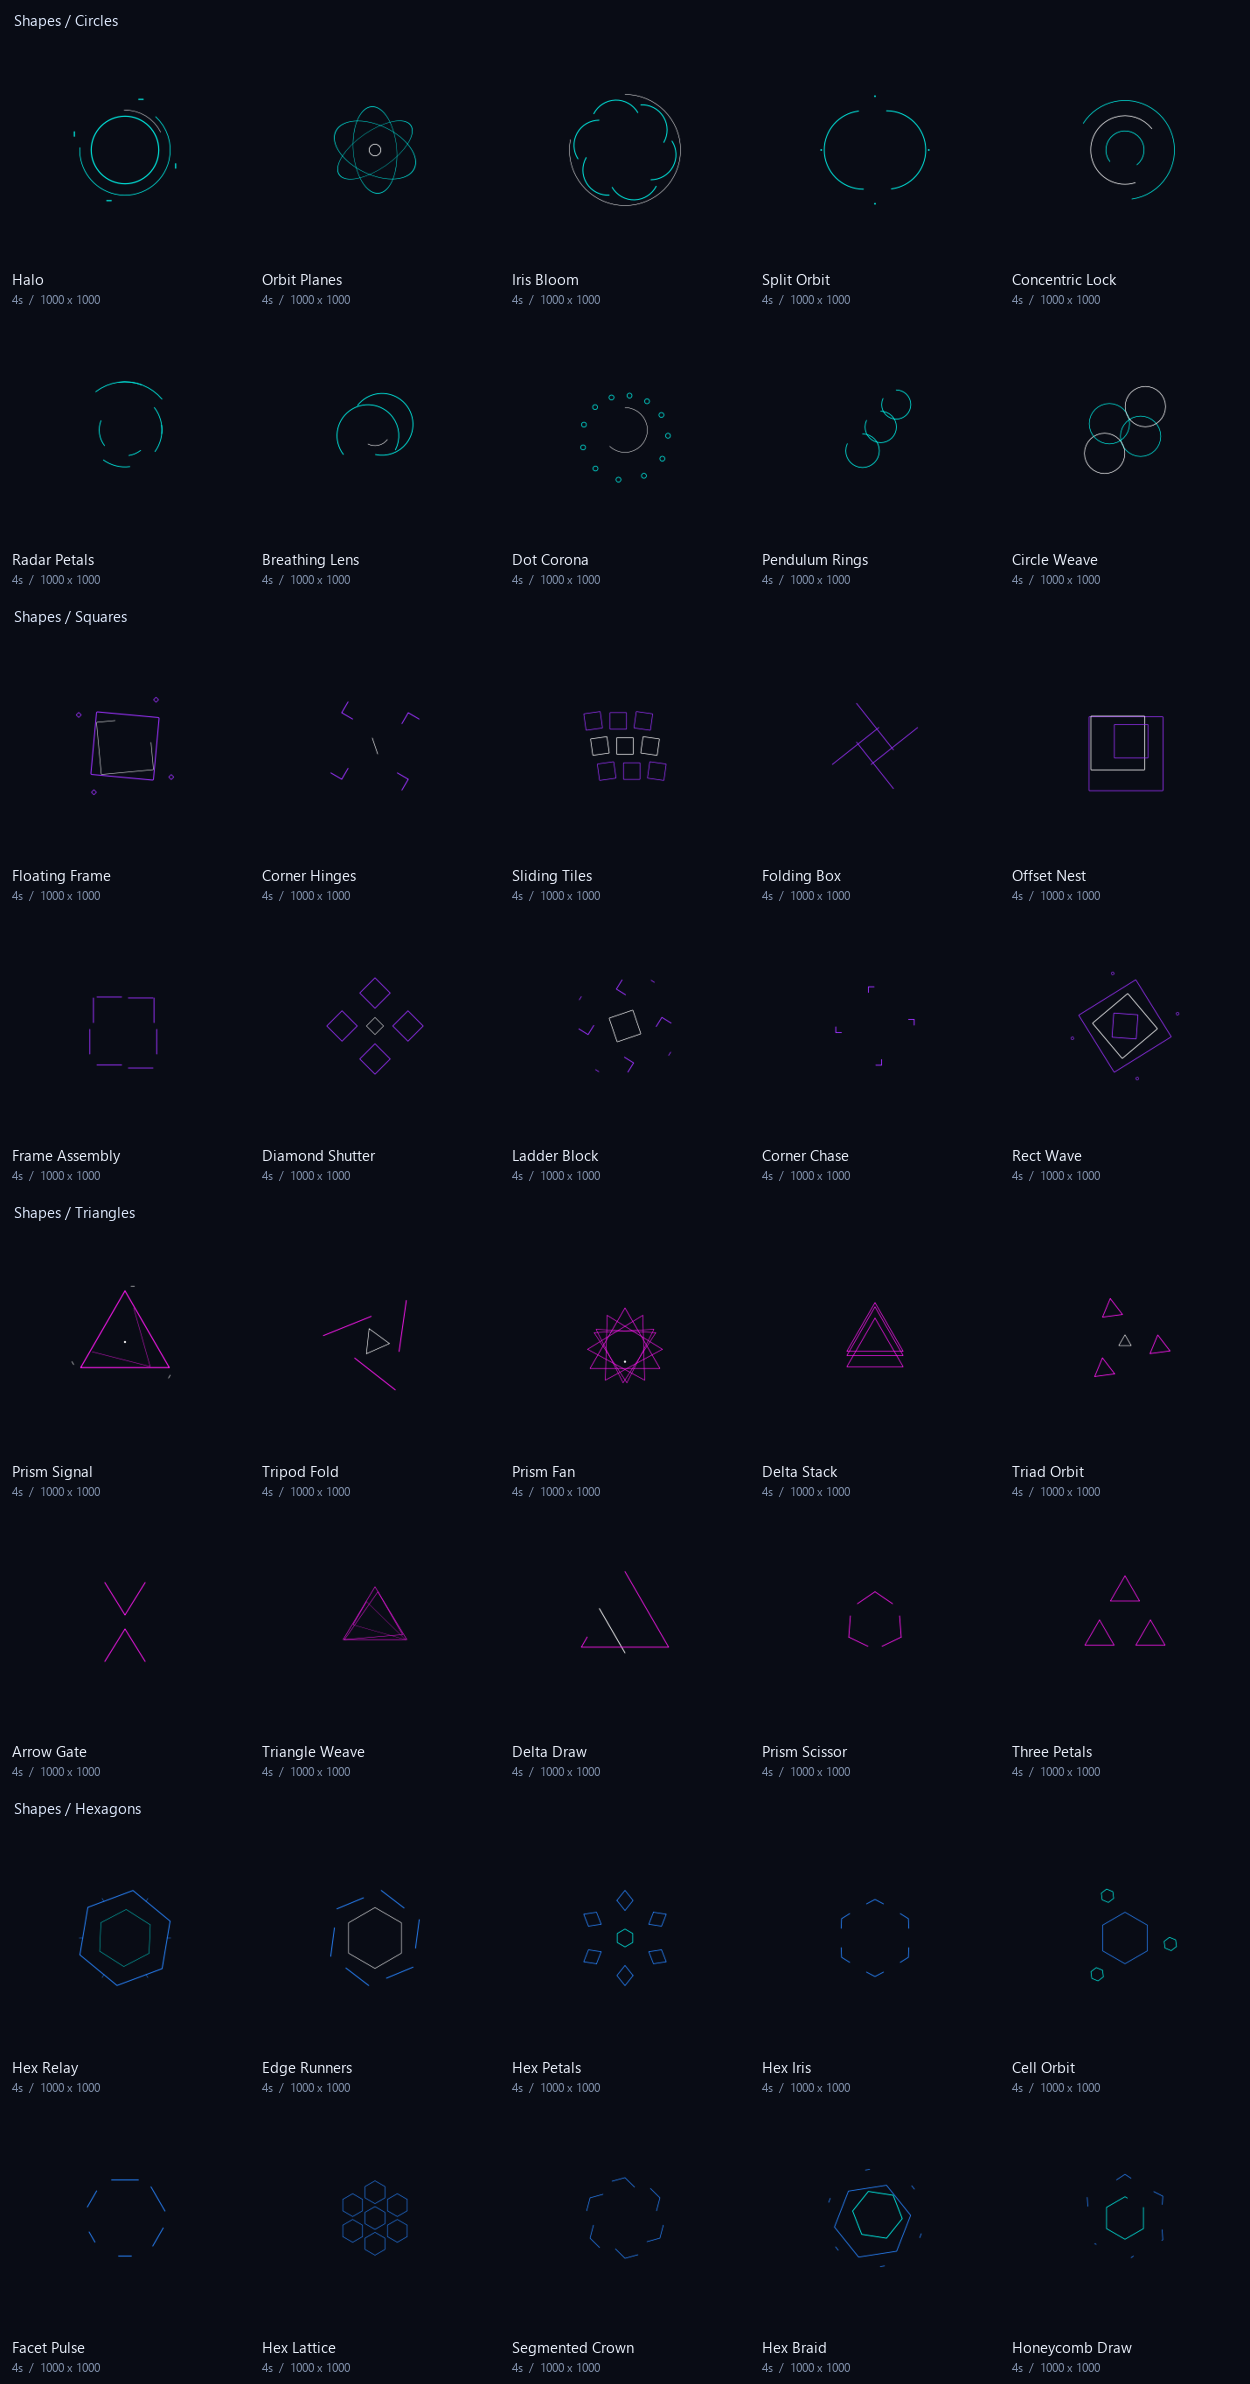 Shapes / Circles
Halo Orbit Planes Iris Bloom Split Orbit Concentric Lock
4s / 1000 x 1000 4s / 1000 x 1000 4s / 1000 x 1000 4s / 1000 x 1000 4s / 1000 x 1000
Radar Petals Breathing Lens Dot Corona Pendulum Rings Circle Weave
4s / 1000 x 1000 4s / 1000 x 1000 4s / 1000 x 1000 4s / 1000 x 1000 4s / 1000 x 1000
Shapes / Squares
Floating Frame Corner Hinges Sliding Tiles Folding Box Offset Nest
4s / 1000 x 1000 4s / 1000 x 1000 4s / 1000 x 1000 4s / 1000 x 1000 4s / 1000 x 1000
Frame Assembly Diamond Shutter Ladder Block Corner Chase Rect Wave
4s / 1000 x 1000 4s / 1000 x 1000 4s / 1000 x 1000 4s / 1000 x 1000 4s / 1000 x 1000
Shapes / Triangles
Prism Signal Tripod Fold Prism Fan Delta Stack Triad Orbit
4s / 1000 x 1000 4s / 1000 x 1000 4s / 1000 x 1000 4s / 1000 x 1000 4s / 1000 x 1000
Arrow Gate Triangle Weave Delta Draw Prism Scissor Three Petals
4s / 1000 x 1000 4s / 1000 x 1000 4s / 1000 x 1000 4s / 1000 x 1000 4s / 1000 x 1000
Shapes / Hexagons
Hex Relay Edge Runners Hex Petals Hex Iris Cell Orbit
4s / 1000 x 1000 4s / 1000 x 1000 4s / 1000 x 1000 4s / 1000 x 1000 4s / 1000 x 1000
Facet Pulse Hex Lattice Segmented Crown Hex Braid Honeycomb Draw
4s / 1000 x 1000 4s / 1000 x 1000 4s / 1000 x 1000 4s / 1000 x 1000 4s / 1000 x 1000